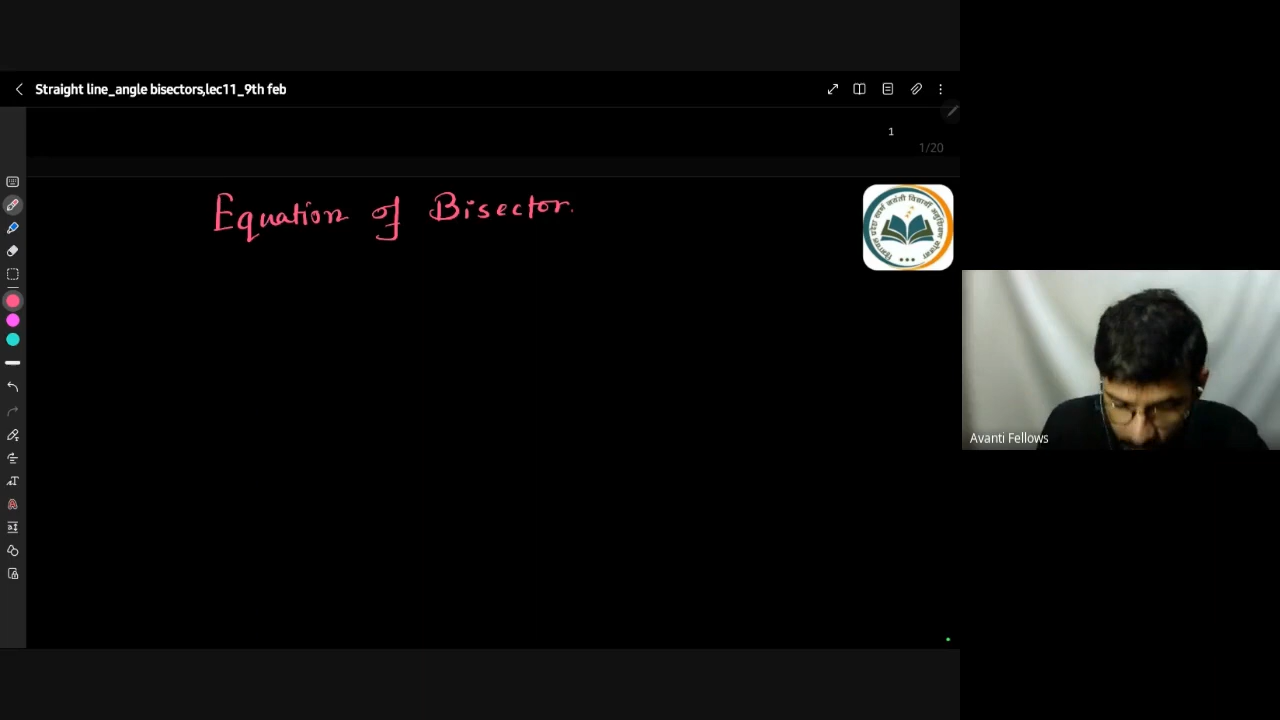 Straight line_angle bisectors,lec11_9th feb
1
1/20
Equation of Bisector.
Avanti Fellows